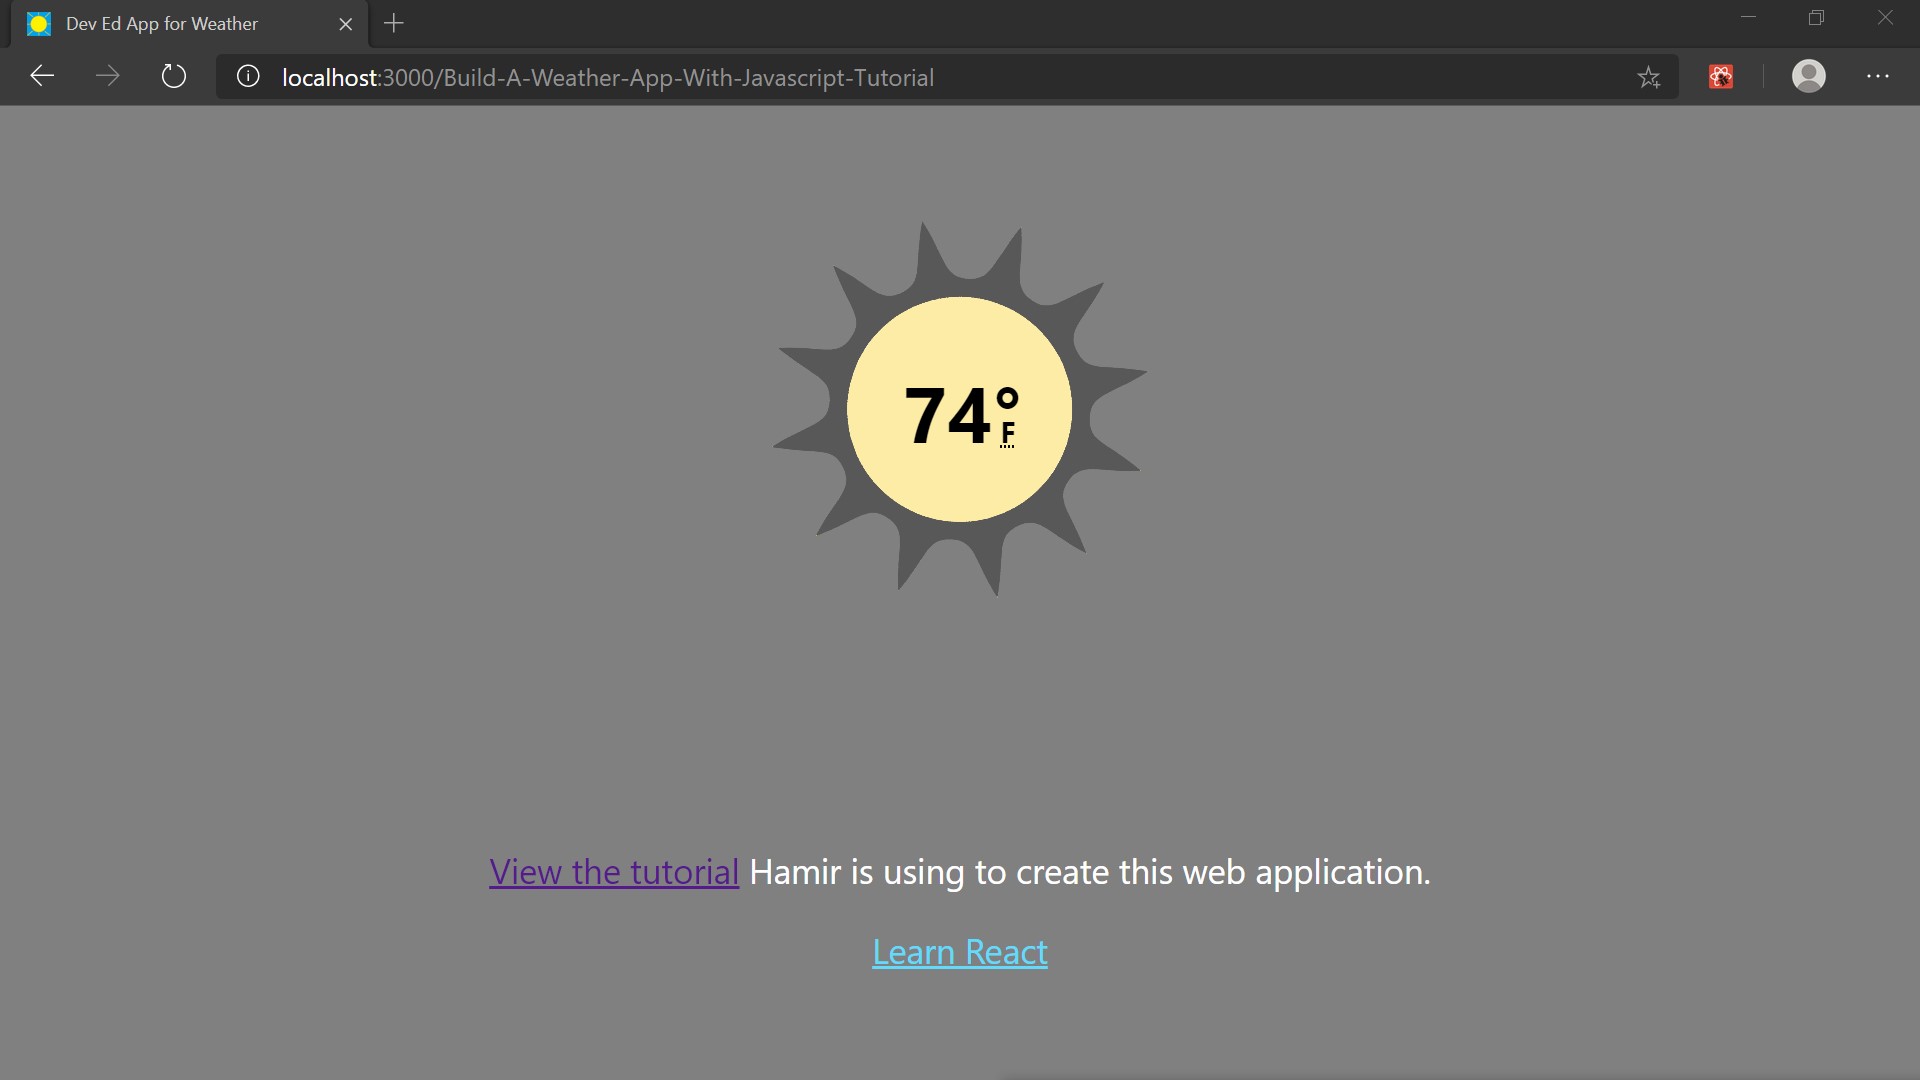 Dev Ed App for Weather
localhost:3000/Build-A-Weather-App-With-Javascript-Tutorial
74°
F
View the tutorial Hamir is using to create this web application.
Learn React